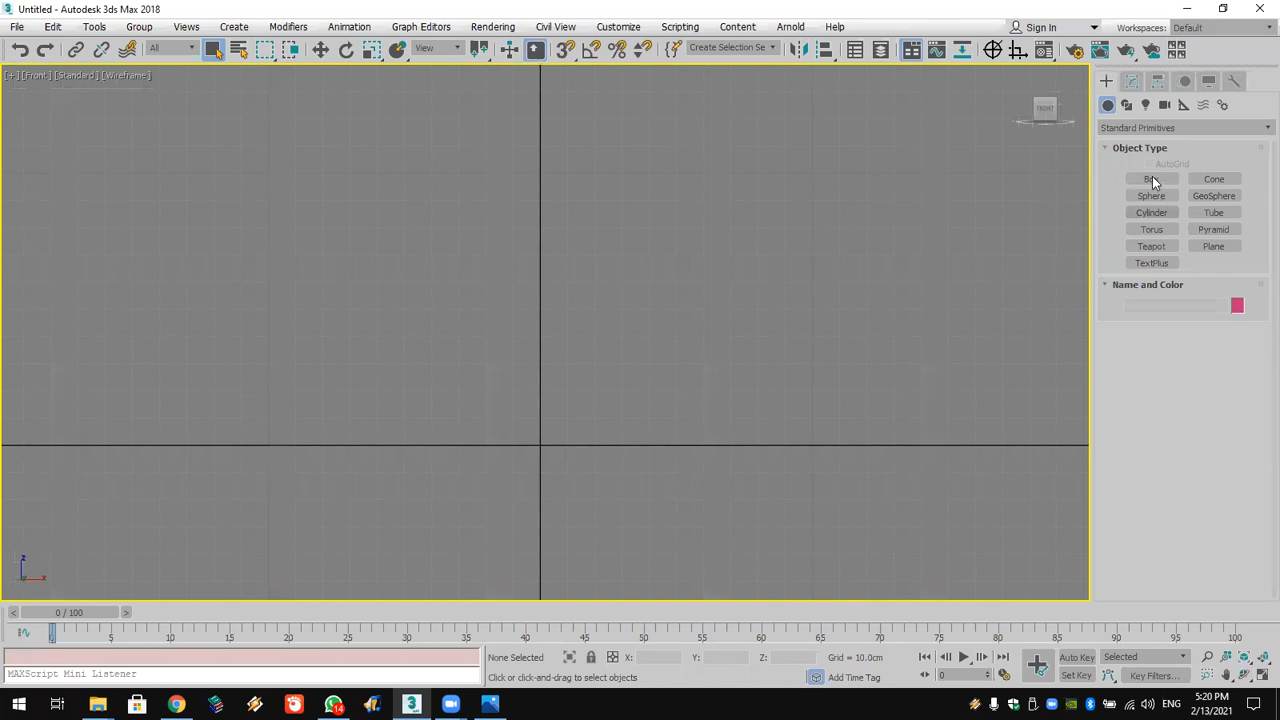 Untitled - Autodesk 3ds Max 2018
File Edit Tools Group Views Create Modifiers Animation Graph Editors Rendering Civil View Customize Scripting Content Arnold Help
Sign In Workspaces: Default
All View Create Selection Se
[+] [Front] [Standard] [Wireframe]
FRONT
Standard Primitives
Object Type
AutoGrid
Cone
Sphere GeoSphere
Cylinder Tube
Torus Pyramid
Teapot Plane
TextPlus
Name and Color
z
x
< 0 / 100 >
0 5 10 15 20 25 30 35 40 45 50 55 60 65 70 75 80 85 90 95 100
None Selected X: Y: Z: Grid = 10.0cm Auto Key Selected
MAXScript Mini Listener Click or click-and-drag to select objects Add Time Tag 0 Set Key Key Filters...
14
3
ENG
5:20 PM
2/13/2021